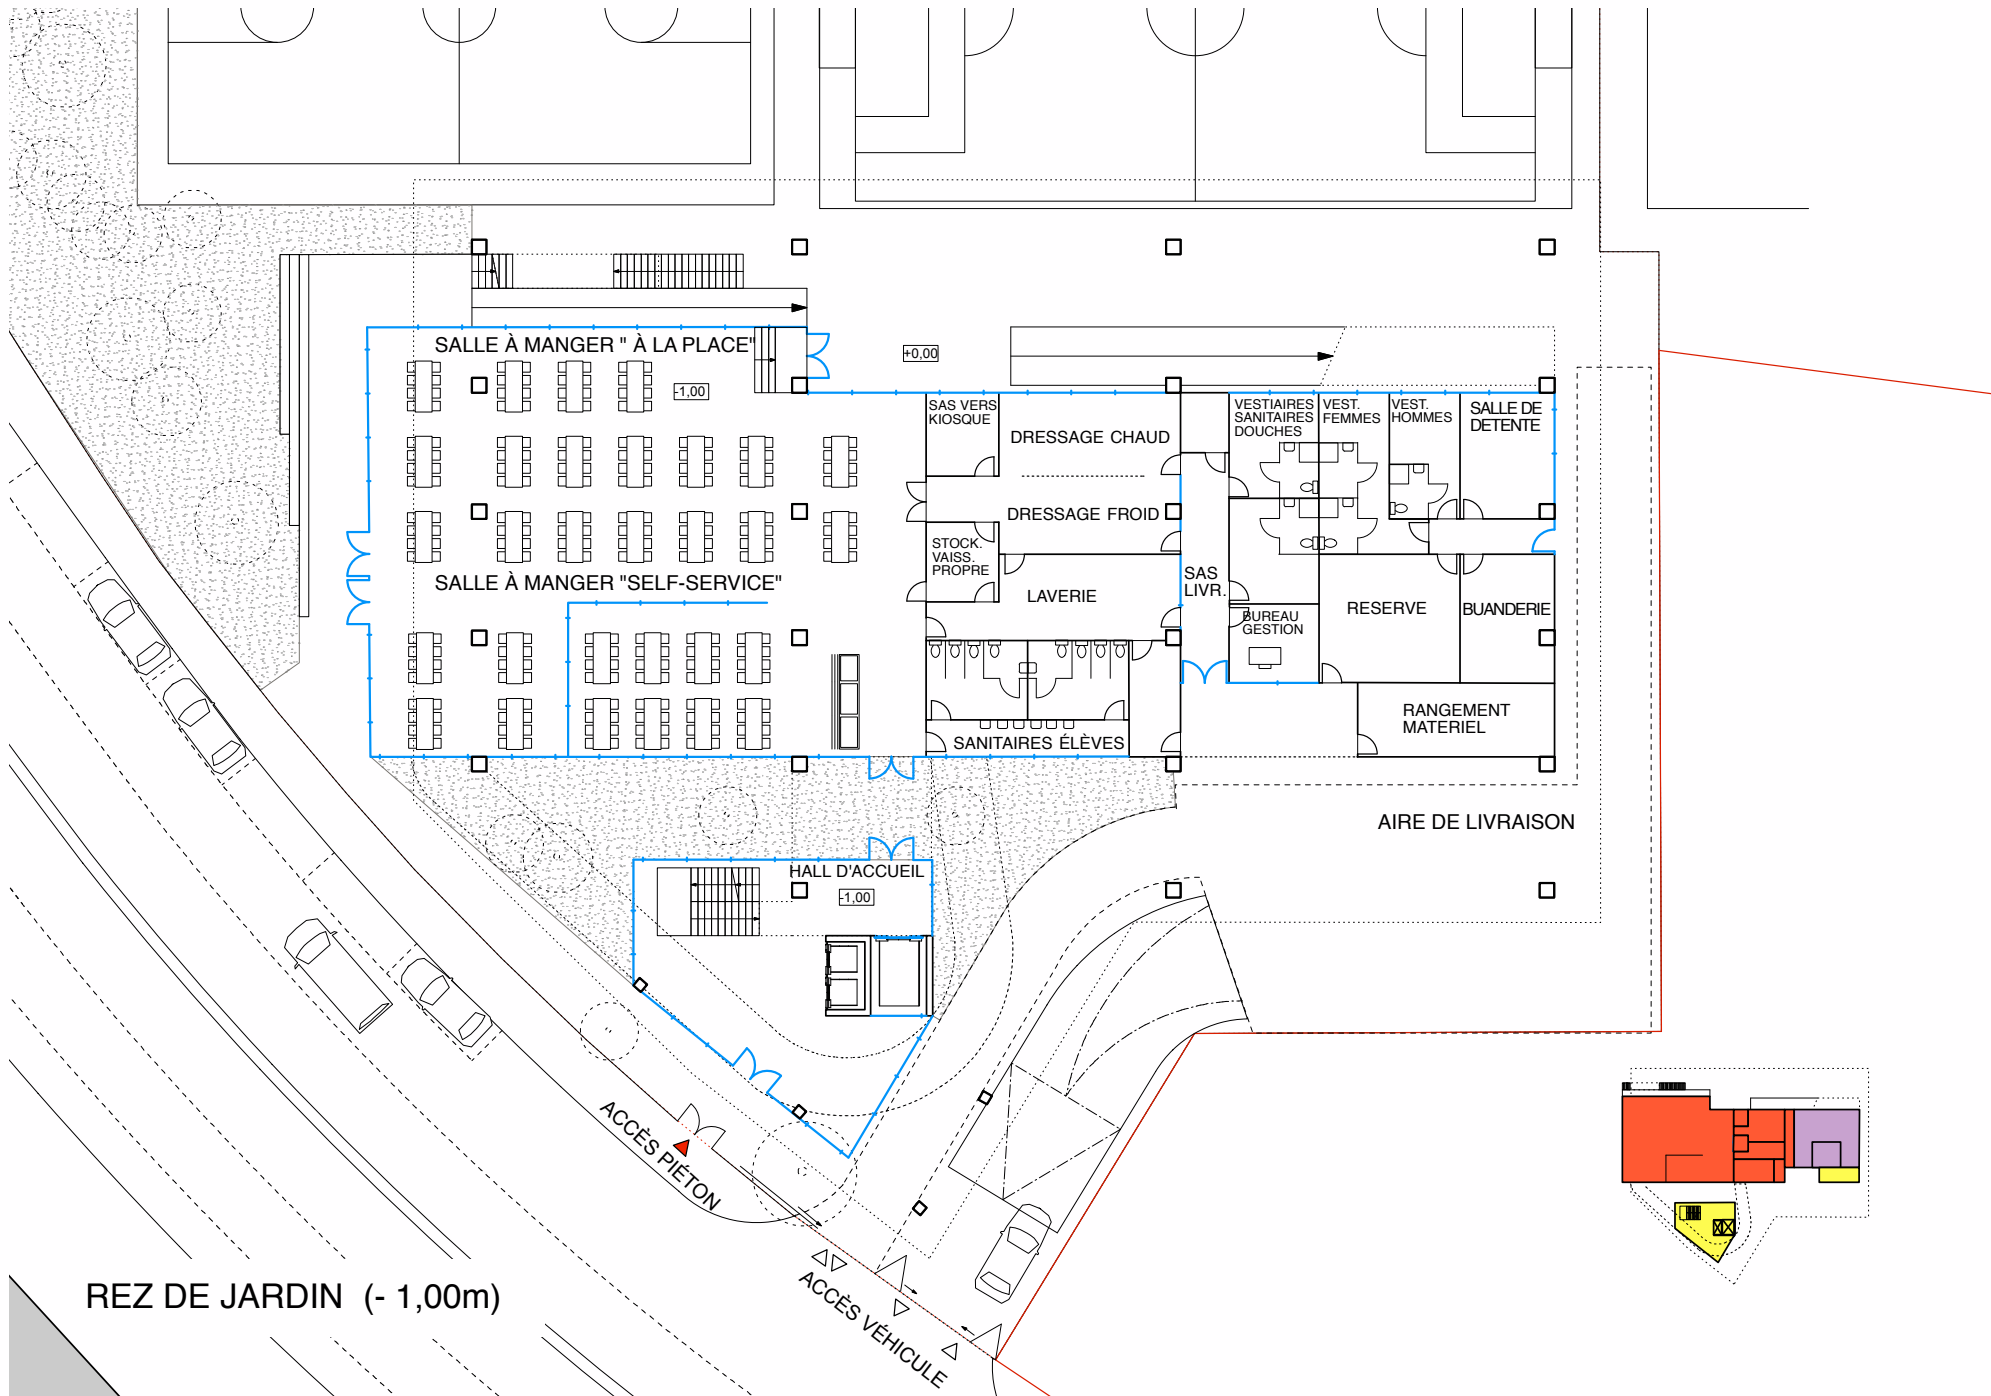 SALLE À MANGER " À LA PLACE"
+0,00
-1,00
SAS VERS
KIOSQUE
DRESSAGE CHAUD
VESTIAIRES
SANITAIRES
DOUCHES
VEST.
FEMMES
VEST.
HOMMES
SALLE DE
DETENTE
DRESSAGE FROID
STOCK.
VAISS.
PROPRE
SALLE À MANGER "SELF-SERVICE"
LAVERIE
SAS
LIVR.
BUREAU
GESTION
RESERVE
BUANDERIE
RANGEMENT
MATERIEL
SANITAIRES ÉLÈVES
AIRE DE LIVRAISON
HALL D'ACCUEIL
-1,00
ACCÈS PIÉTON
ACCÈS VÉHICULE
REZ DE JARDIN (- 1,00m)